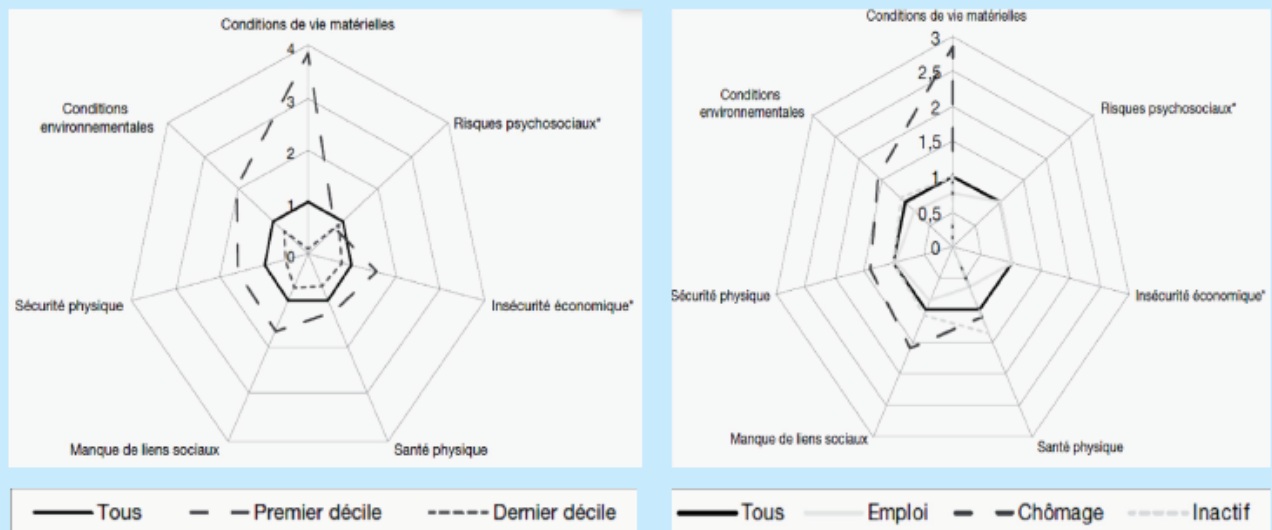 Conditions de vie matérielles
4
3
2
1
0
Conditions
environnementales
Risques psychosociaux*
Sécurité physique
Insécurité économique*
Manque de liens sociaux
Santé physique
Tous
Premier décile
Dernier décile
Conditions de vie matérielles
3
2,5
2
1,5
1
0,5
0
Conditions
environnementales
Risques psychosociaux*
Sécurité physique
Insécurité économique*
Manque de liens sociaux
Santé physique
Tous
Emploi
Chômage
Inactif